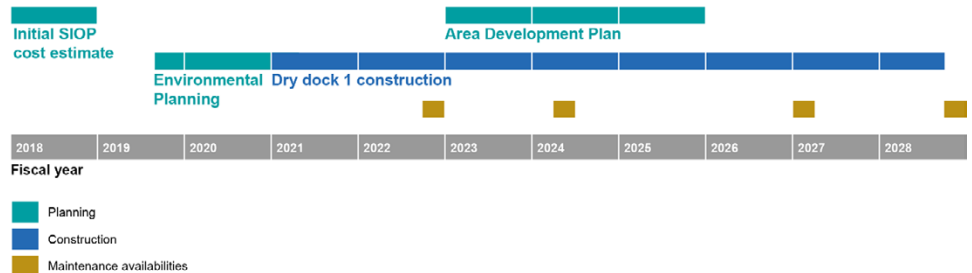 Initial SIOP
cost estimate
Area Development Plan
Environmental
Planning
Dry dock 1 construction
2018 2019 2020 2021 2022 2023 2024 2025 2026 2027 2028
Fiscal year
Planning
Construction
Maintenance availabilities